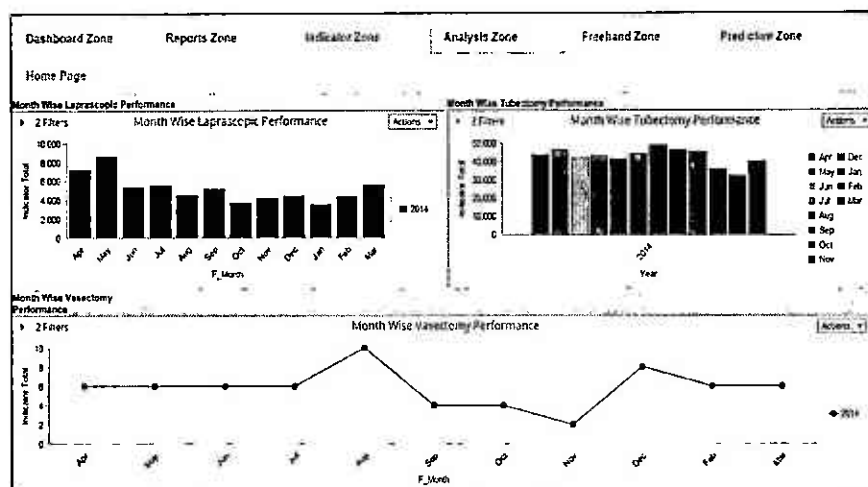 Dashboard Zone Reports Zone Indicator Zone Analysis Zone Freehand Zone Prediction Zone
Home Page
Month Wise Laprascopic Performance
2 Filters Month Wise Laprascopic Performance Actions
Indicator Total
10 000
8 000
6 000
4 000
2 000
0
Apr May Jun Jul Aug Sep Oct Nov Dec Jan Feb Mar
F_Month
2014
Month Wise Tubectomy Performance
2 Filters Month Wise Tubectomy Performance Actions
Indicator Total
50.000
40.000
30.000
20.000
10.000
0
2014
Year
Apr Dec
May Jan
Jun Feb
Jul Mar
Aug
Sep
Oct
Nov
Month Wise Vasectomy
Performance
2 Filters Month Wise Vasectomy Performance Actions
Indicator Total
10
8
6
4
2
0
Apr May Jun Jul Aug Sep Oct Nov Dec Feb Mar
F_Month
2014